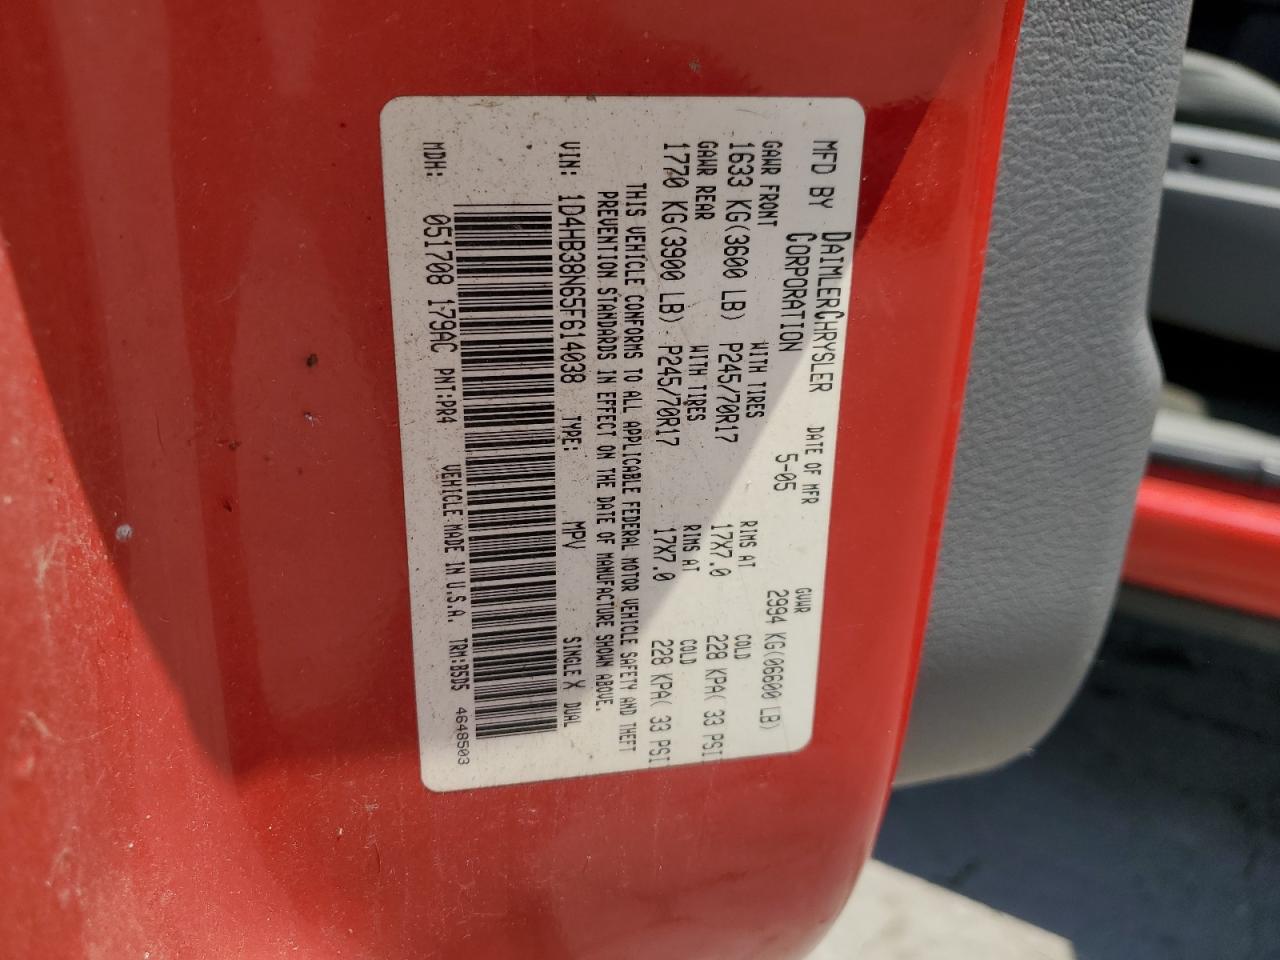 MFD BY DAIMLERCHRYSLER CORPORATION DATE OF MFR 5-05 GVWR 2994 KG(06600 LB)
GAWR FRONT WITH TIRES RIMS AT COLD
1633 KG(3600 LB) P245/70R17 17X7.0 228 KPA( 33 PSI
GAWR REAR WITH TIRES RIMS AT COLD
1770 KG(3900 LB) P245/70R17 17X7.0 228 KPA( 33 PSI
THIS VEHICLE CONFORMS TO ALL APPLICABLE FEDERAL MOTOR VEHICLE SAFETY AND THEFT
PREVENTION STANDARDS IN EFFECT ON THE DATE OF MANUFACTURE SHOWN ABOVE.
VIN: 1D4HB38N65F614038 TYPE: MPV SINGLE X DUAL
MDH: 051708 179AC PNT:PR4 VEHICLE MADE IN U.S.A. TRM:B5D5 4648503